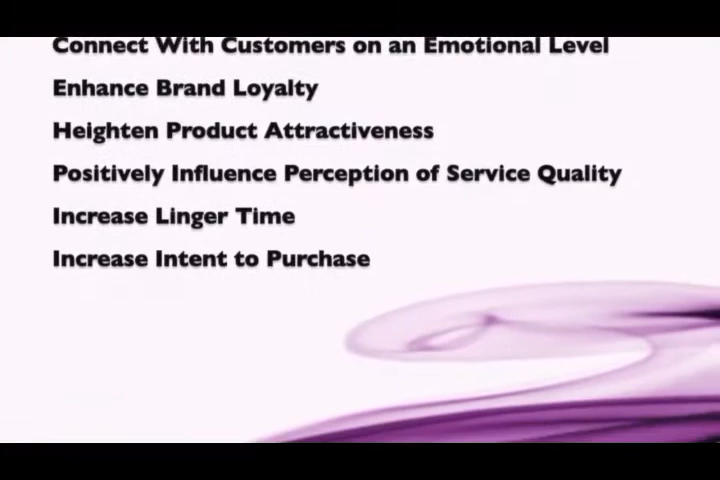 Connect With Customers on an Emotional Level
Enhance Brand Loyalty
Heighten Product Attractiveness
Positively Influence Perception of Service Quality
Increase Linger Time
Increase Intent to Purchase